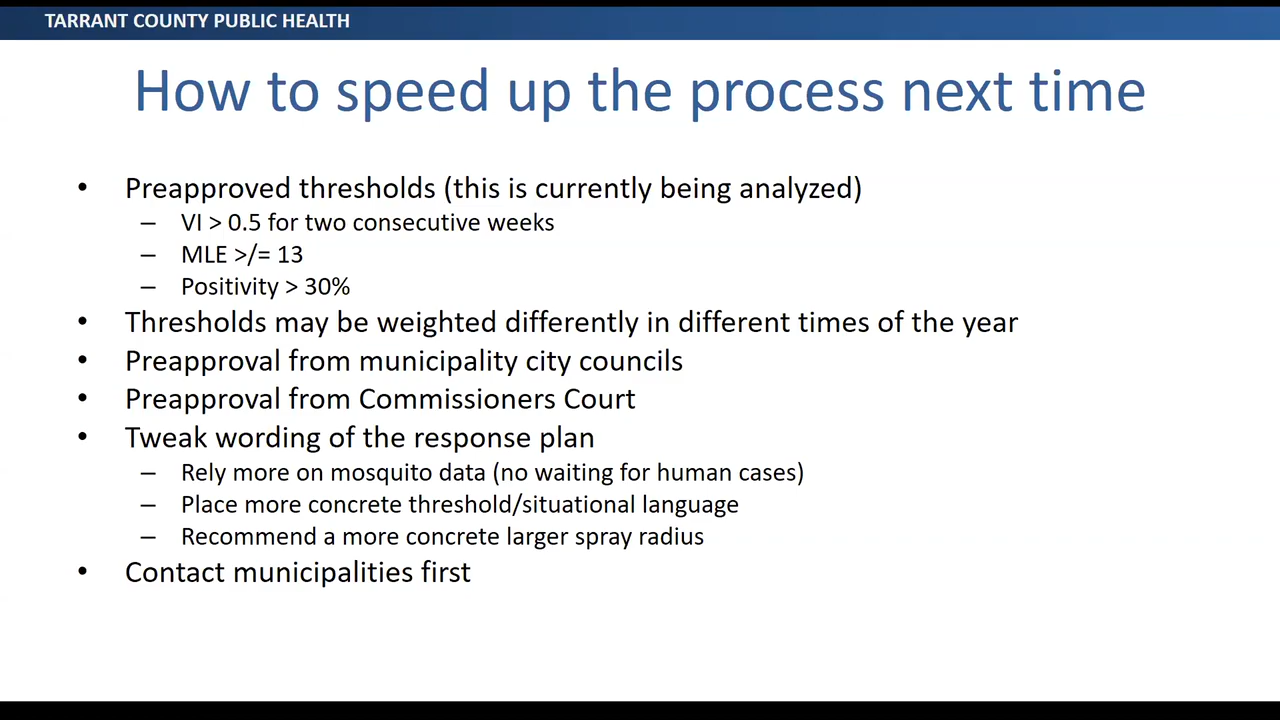 TARRANT COUNTY PUBLIC HEALTH
How to speed up the process next time
• Preapproved thresholds (this is currently being analyzed)
– VI > 0.5 for two consecutive weeks
– MLE >/= 13
– Positivity > 30%
• Thresholds may be weighted differently in different times of the year
• Preapproval from municipality city councils
• Preapproval from Commissioners Court
• Tweak wording of the response plan
– Rely more on mosquito data (no waiting for human cases)
– Place more concrete threshold/situational language
– Recommend a more concrete larger spray radius
• Contact municipalities first